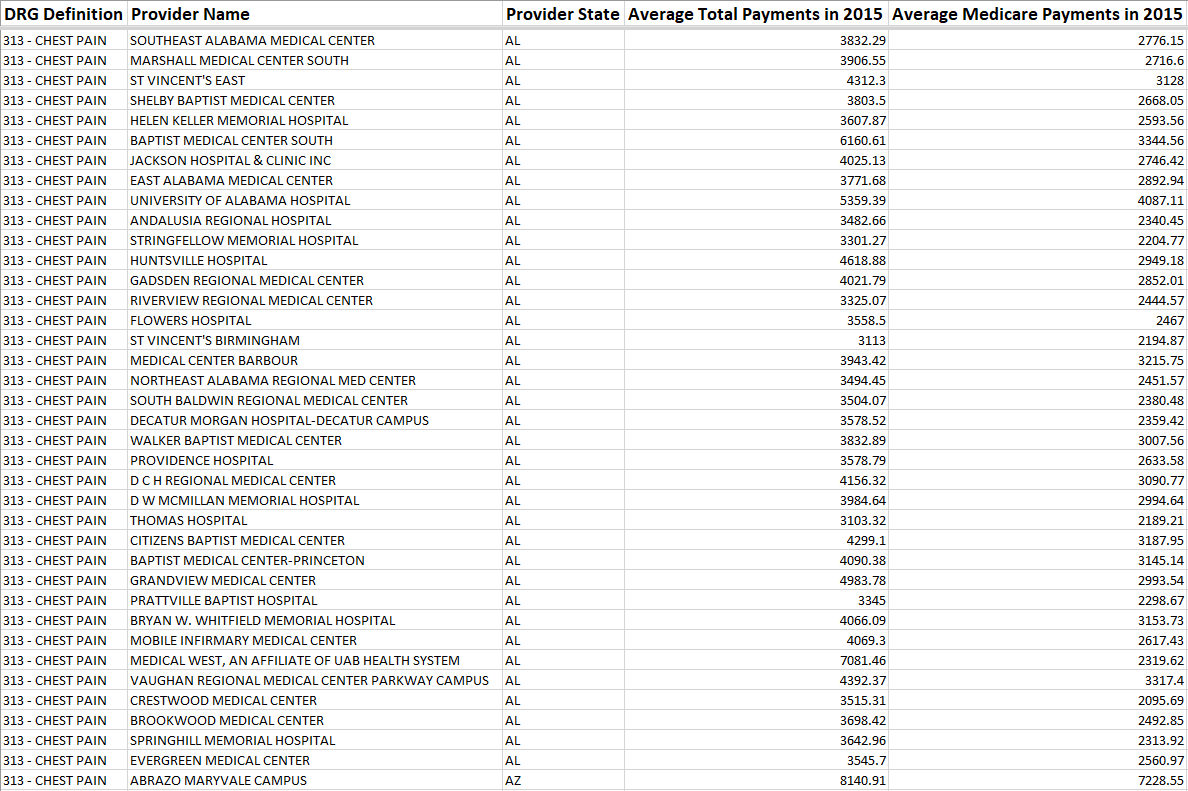 DRG Definition Provider Name Provider State Average Total Payments in 2015 Average Medicare Payments in 2015
313 - CHEST PAIN SOUTHEAST ALABAMA MEDICAL CENTER AL 3832.29 2776.15
313 - CHEST PAIN MARSHALL MEDICAL CENTER SOUTH AL 3906.55 2716.6
313 - CHEST PAIN ST VINCENT'S EAST AL 4312.3 3128
313 - CHEST PAIN SHELBY BAPTIST MEDICAL CENTER AL 3803.5 2668.05
313 - CHEST PAIN HELEN KELLER MEMORIAL HOSPITAL AL 3607.87 2593.56
313 - CHEST PAIN BAPTIST MEDICAL CENTER SOUTH AL 6160.61 3344.56
313 - CHEST PAIN JACKSON HOSPITAL & CLINIC INC AL 4025.13 2746.42
313 - CHEST PAIN EAST ALABAMA MEDICAL CENTER AL 3771.68 2892.94
313 - CHEST PAIN UNIVERSITY OF ALABAMA HOSPITAL AL 5359.39 4087.11
313 - CHEST PAIN ANDALUSIA REGIONAL HOSPITAL AL 3482.66 2340.45
313 - CHEST PAIN STRINGFELLOW MEMORIAL HOSPITAL AL 3301.27 2204.77
313 - CHEST PAIN HUNTSVILLE HOSPITAL AL 4618.88 2949.18
313 - CHEST PAIN GADSDEN REGIONAL MEDICAL CENTER AL 4021.79 2852.01
313 - CHEST PAIN RIVERVIEW REGIONAL MEDICAL CENTER AL 3325.07 2444.57
313 - CHEST PAIN FLOWERS HOSPITAL AL 3558.5 2467
313 - CHEST PAIN ST VINCENT'S BIRMINGHAM AL 3113 2194.87
313 - CHEST PAIN MEDICAL CENTER BARBOUR AL 3943.42 3215.75
313 - CHEST PAIN NORTHEAST ALABAMA REGIONAL MED CENTER AL 3494.45 2451.57
313 - CHEST PAIN SOUTH BALDWIN REGIONAL MEDICAL CENTER AL 3504.07 2380.48
313 - CHEST PAIN DECATUR MORGAN HOSPITAL-DECATUR CAMPUS AL 3578.52 2359.42
313 - CHEST PAIN WALKER BAPTIST MEDICAL CENTER AL 3832.89 3007.56
313 - CHEST PAIN PROVIDENCE HOSPITAL AL 3578.79 2633.58
313 - CHEST PAIN D C H REGIONAL MEDICAL CENTER AL 4156.32 3090.77
313 - CHEST PAIN D W MCMILLAN MEMORIAL HOSPITAL AL 3984.64 2994.64
313 - CHEST PAIN THOMAS HOSPITAL AL 3103.32 2189.21
313 - CHEST PAIN CITIZENS BAPTIST MEDICAL CENTER AL 4299.1 3187.95
313 - CHEST PAIN BAPTIST MEDICAL CENTER-PRINCETON AL 4090.38 3145.14
313 - CHEST PAIN GRANDVIEW MEDICAL CENTER AL 4983.78 2993.54
313 - CHEST PAIN PRATTVILLE BAPTIST HOSPITAL AL 3345 2298.67
313 - CHEST PAIN BRYAN W. WHITFIELD MEMORIAL HOSPITAL AL 4066.09 3153.73
313 - CHEST PAIN MOBILE INFIRMARY MEDICAL CENTER AL 4069.3 2617.43
313 - CHEST PAIN MEDICAL WEST, AN AFFILIATE OF UAB HEALTH SYSTEM AL 7081.46 2319.62
313 - CHEST PAIN VAUGHAN REGIONAL MEDICAL CENTER PARKWAY CAMPUS AL 4392.37 3317.4
313 - CHEST PAIN CRESTWOOD MEDICAL CENTER AL 3515.31 2095.69
313 - CHEST PAIN BROOKWOOD MEDICAL CENTER AL 3698.42 2492.85
313 - CHEST PAIN SPRINGHILL MEMORIAL HOSPITAL AL 3642.96 2313.92
313 - CHEST PAIN EVERGREEN MEDICAL CENTER AL 3545.7 2560.97
313 - CHEST PAIN ABRAZO MARYVALE CAMPUS AZ 8140.91 7228.55